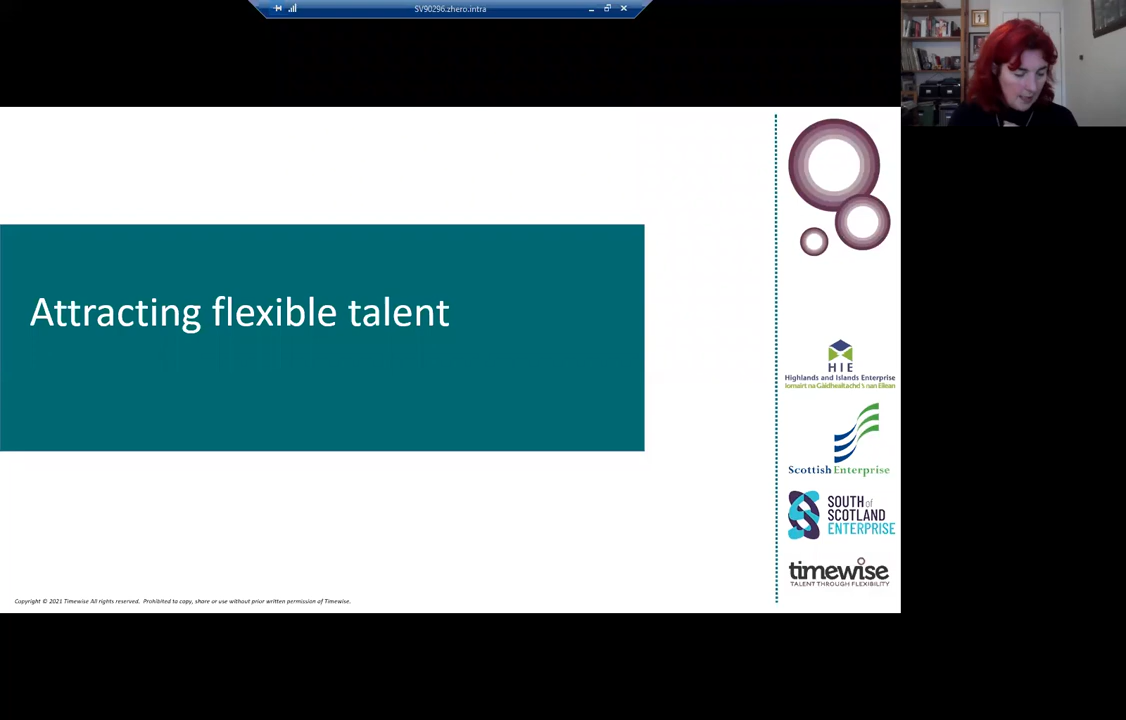 SV90296.zhero.intra
Attracting flexible talent
HIE
Highlands and Islands Enterprise
Iomairt na Gàidhealtachd 's nan Eilean
Scottish Enterprise
SOUTH of
SCOTLAND
ENTERPRISE
timewise
TALENT THROUGH FLEXIBILITY
Copyright © 2021 Timewise All rights reserved. Prohibited to copy, share or use without prior written permission of Timewise.